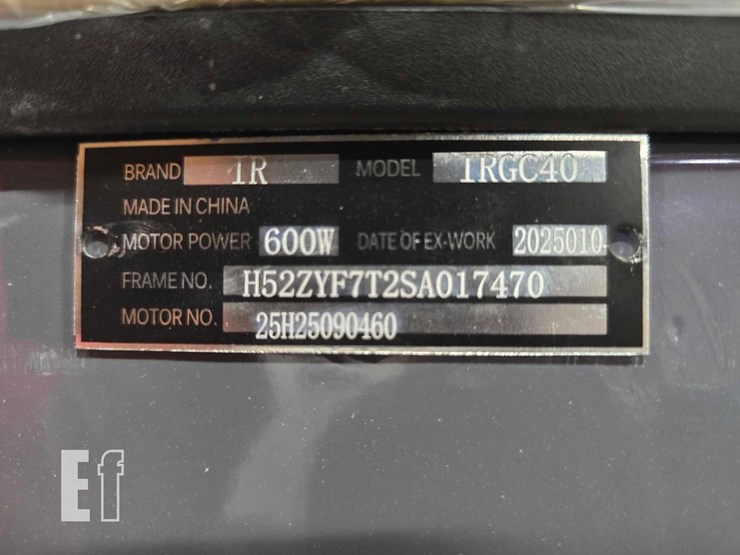 BRAND 1R MODEL 1RGC40
MADE IN CHINA
MOTOR POWER 600W DATE OF EX-WORK 2025010
FRAME NO. H52ZYF7T2SA017470
MOTOR NO. 25H25090460
Ef